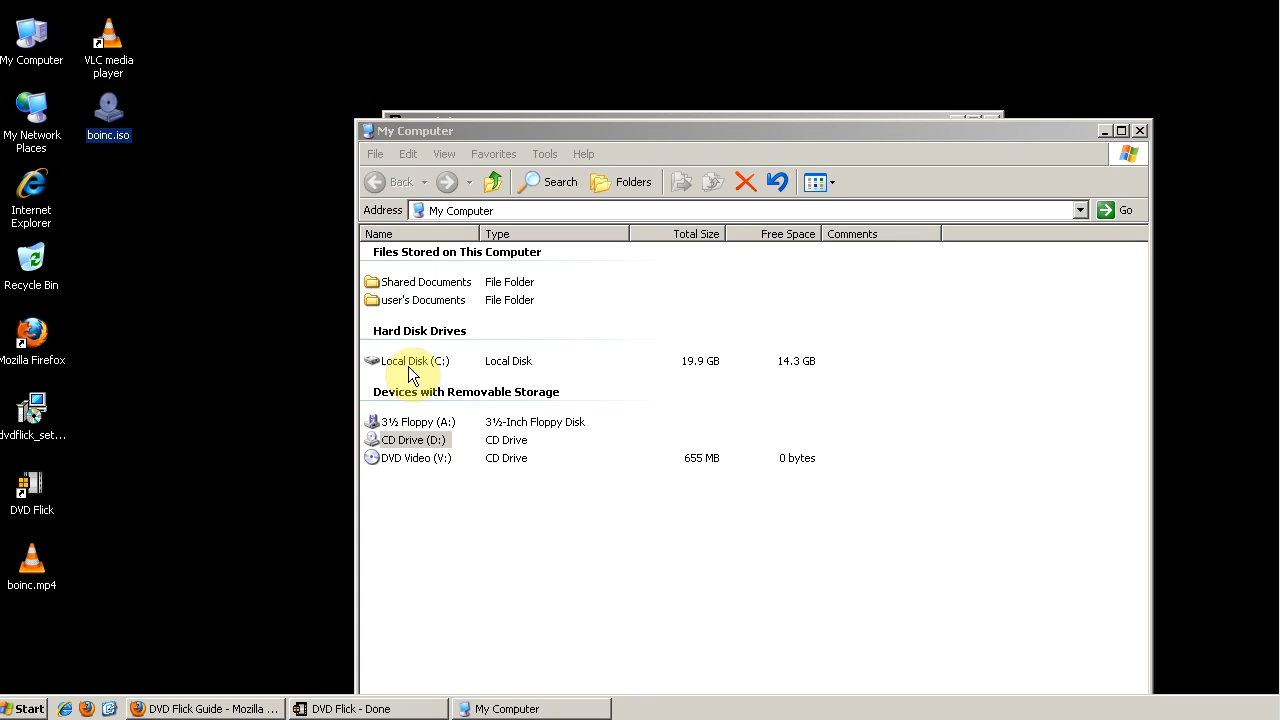 My Computer
VLC media
player
My Network
Places
boinc.iso
Internet
Explorer
Recycle Bin
Mozilla Firefox
dvdflick_set...
DVD Flick
boinc.mp4
My Computer
File Edit View Favorites Tools Help
Back Search Folders
Address My Computer Go
Name Type Total Size Free Space Comments
Files Stored on This Computer
Shared Documents File Folder
user's Documents File Folder
Hard Disk Drives
Local Disk (C:) Local Disk 19.9 GB 14.3 GB
Devices with Removable Storage
3½ Floppy (A:) 3½-Inch Floppy Disk
CD Drive (D:) CD Drive
DVD Video (V:) CD Drive 655 MB 0 bytes
Start DVD Flick Guide - Mozilla ... DVD Flick - Done My Computer